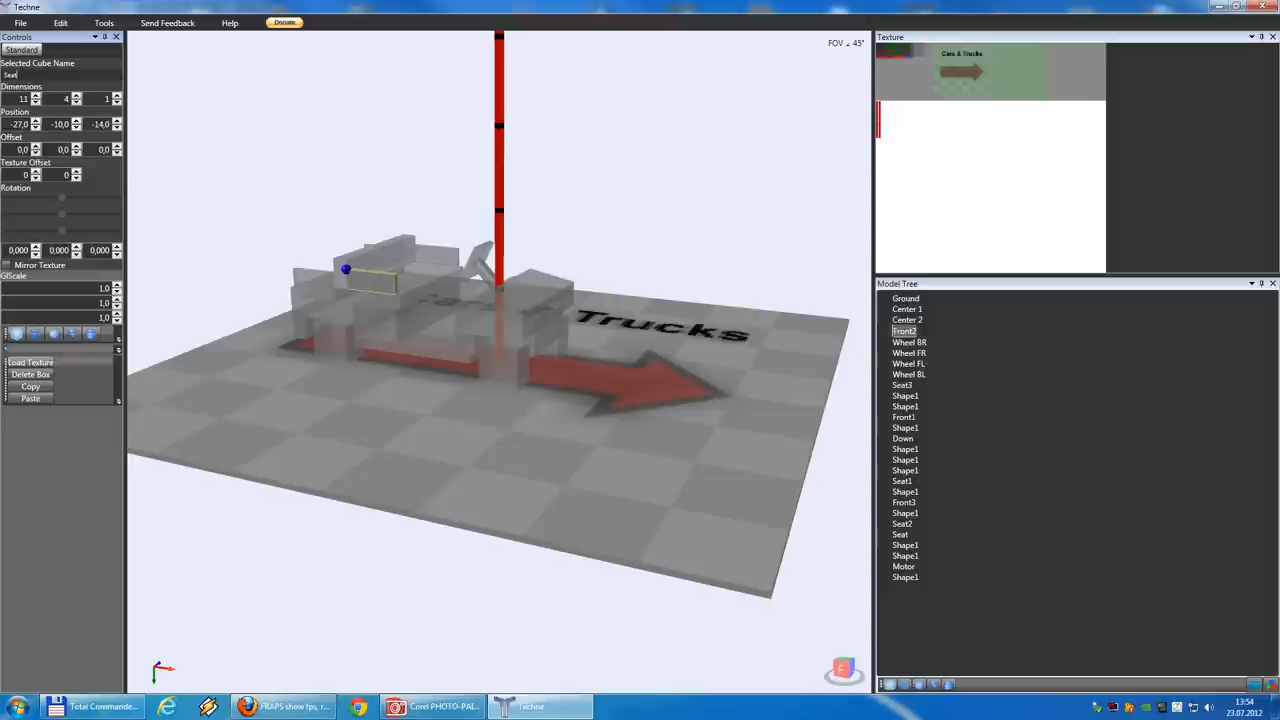 Techne
File Edit Tools Send Feedback Help Donate
Controls
Standard
Selected Cube Name
Seat
Dimensions
11 4 1
Position
-27,0 -10,0 -14,0
Offset
0,0 0,0 0,0
Texture Offset
0 0
Rotation
0,000 0,000 0,000
Mirror Texture
GlScale
1,0
1,0
1,0
Load Texture
Delete Box
Copy
Paste
FOV ∠ 45°
Trucks
F
Texture
Cars & Trucks
Model Tree
Ground
Center 1
Center 2
Front2
Wheel BR
Wheel FR
Wheel FL
Wheel BL
Seat3
Shape1
Shape1
Front1
Shape1
Down
Shape1
Shape1
Shape1
Seat1
Shape1
Front3
Shape1
Seat2
Seat
Shape1
Shape1
Motor
Shape1
Total Commande...
FRAPS show fps, r...
Corel PHOTO-PAI...
Techne
13:54
23.07.2012